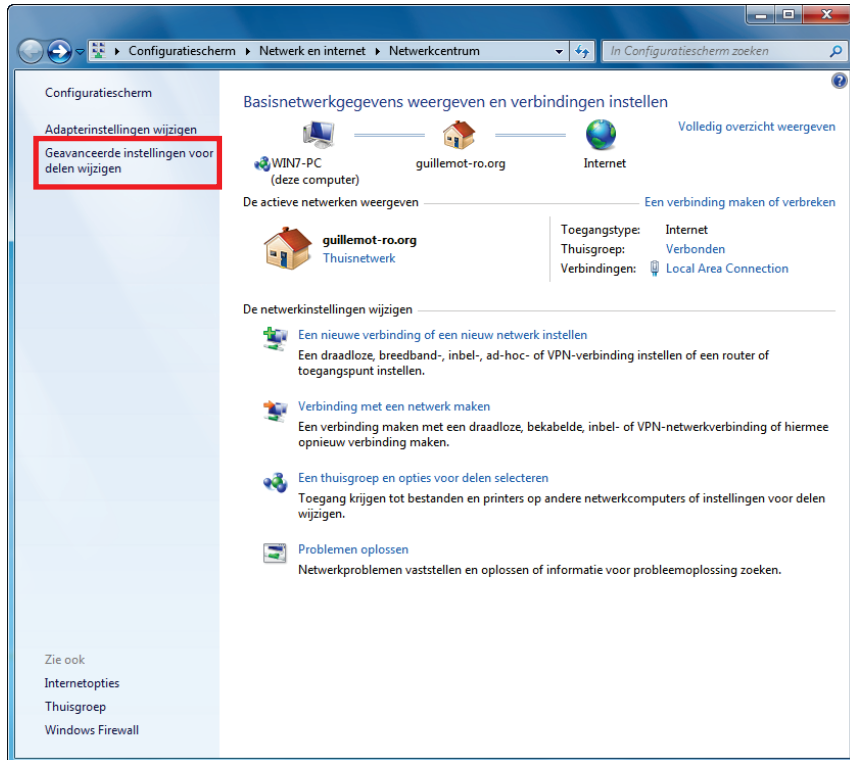 Configuratiescherm ▸ Netwerk en internet ▸ Netwerkcentrum
In Configuratiescherm zoeken
Configuratiescherm
Adapterinstellingen wijzigen
Geavanceerde instellingen voor
delen wijzigen
Basisnetwerkgegevens weergeven en verbindingen instellen
Volledig overzicht weergeven
WIN7-PC
(deze computer)
guillemot-ro.org
Internet
De actieve netwerken weergeven
Een verbinding maken of verbreken
guillemot-ro.org
Thuisnetwerk
Toegangstype: Internet
Thuisgroep: Verbonden
Verbindingen: Local Area Connection
De netwerkinstellingen wijzigen
Een nieuwe verbinding of een nieuw netwerk instellen
Een draadloze, breedband-, inbel-, ad-hoc- of VPN-verbinding instellen of een router of
toegangspunt instellen.
Verbinding met een netwerk maken
Een verbinding maken met een draadloze, bekabelde, inbel- of VPN-netwerkverbinding of hiermee
opnieuw verbinding maken.
Een thuisgroep en opties voor delen selecteren
Toegang krijgen tot bestanden en printers op andere netwerkcomputers of instellingen voor delen
wijzigen.
Problemen oplossen
Netwerkproblemen vaststellen en oplossen of informatie voor probleemoplossing zoeken.
Zie ook
Internetopties
Thuisgroep
Windows Firewall